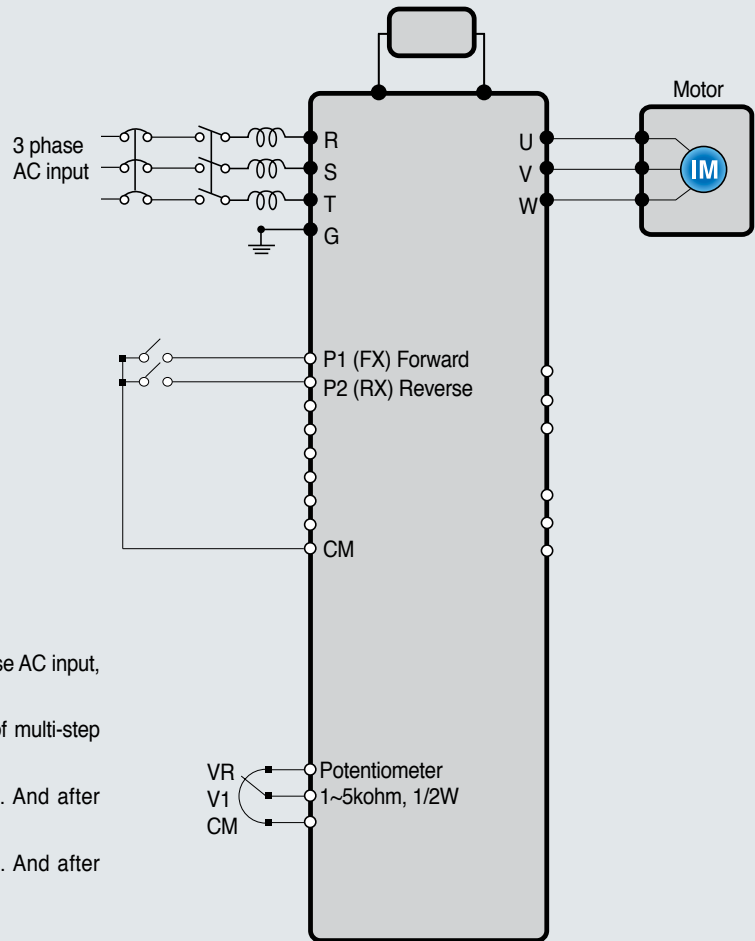 Motor
3 phase
AC input
R
S
T
G
U
V
W
IM
P1 (FX) Forward
P2 (RX) Reverse
CM
se AC input,
of multi-step
. And after
. And after
VR
V1
CM
Potentiometer
1~5kohm, 1/2W